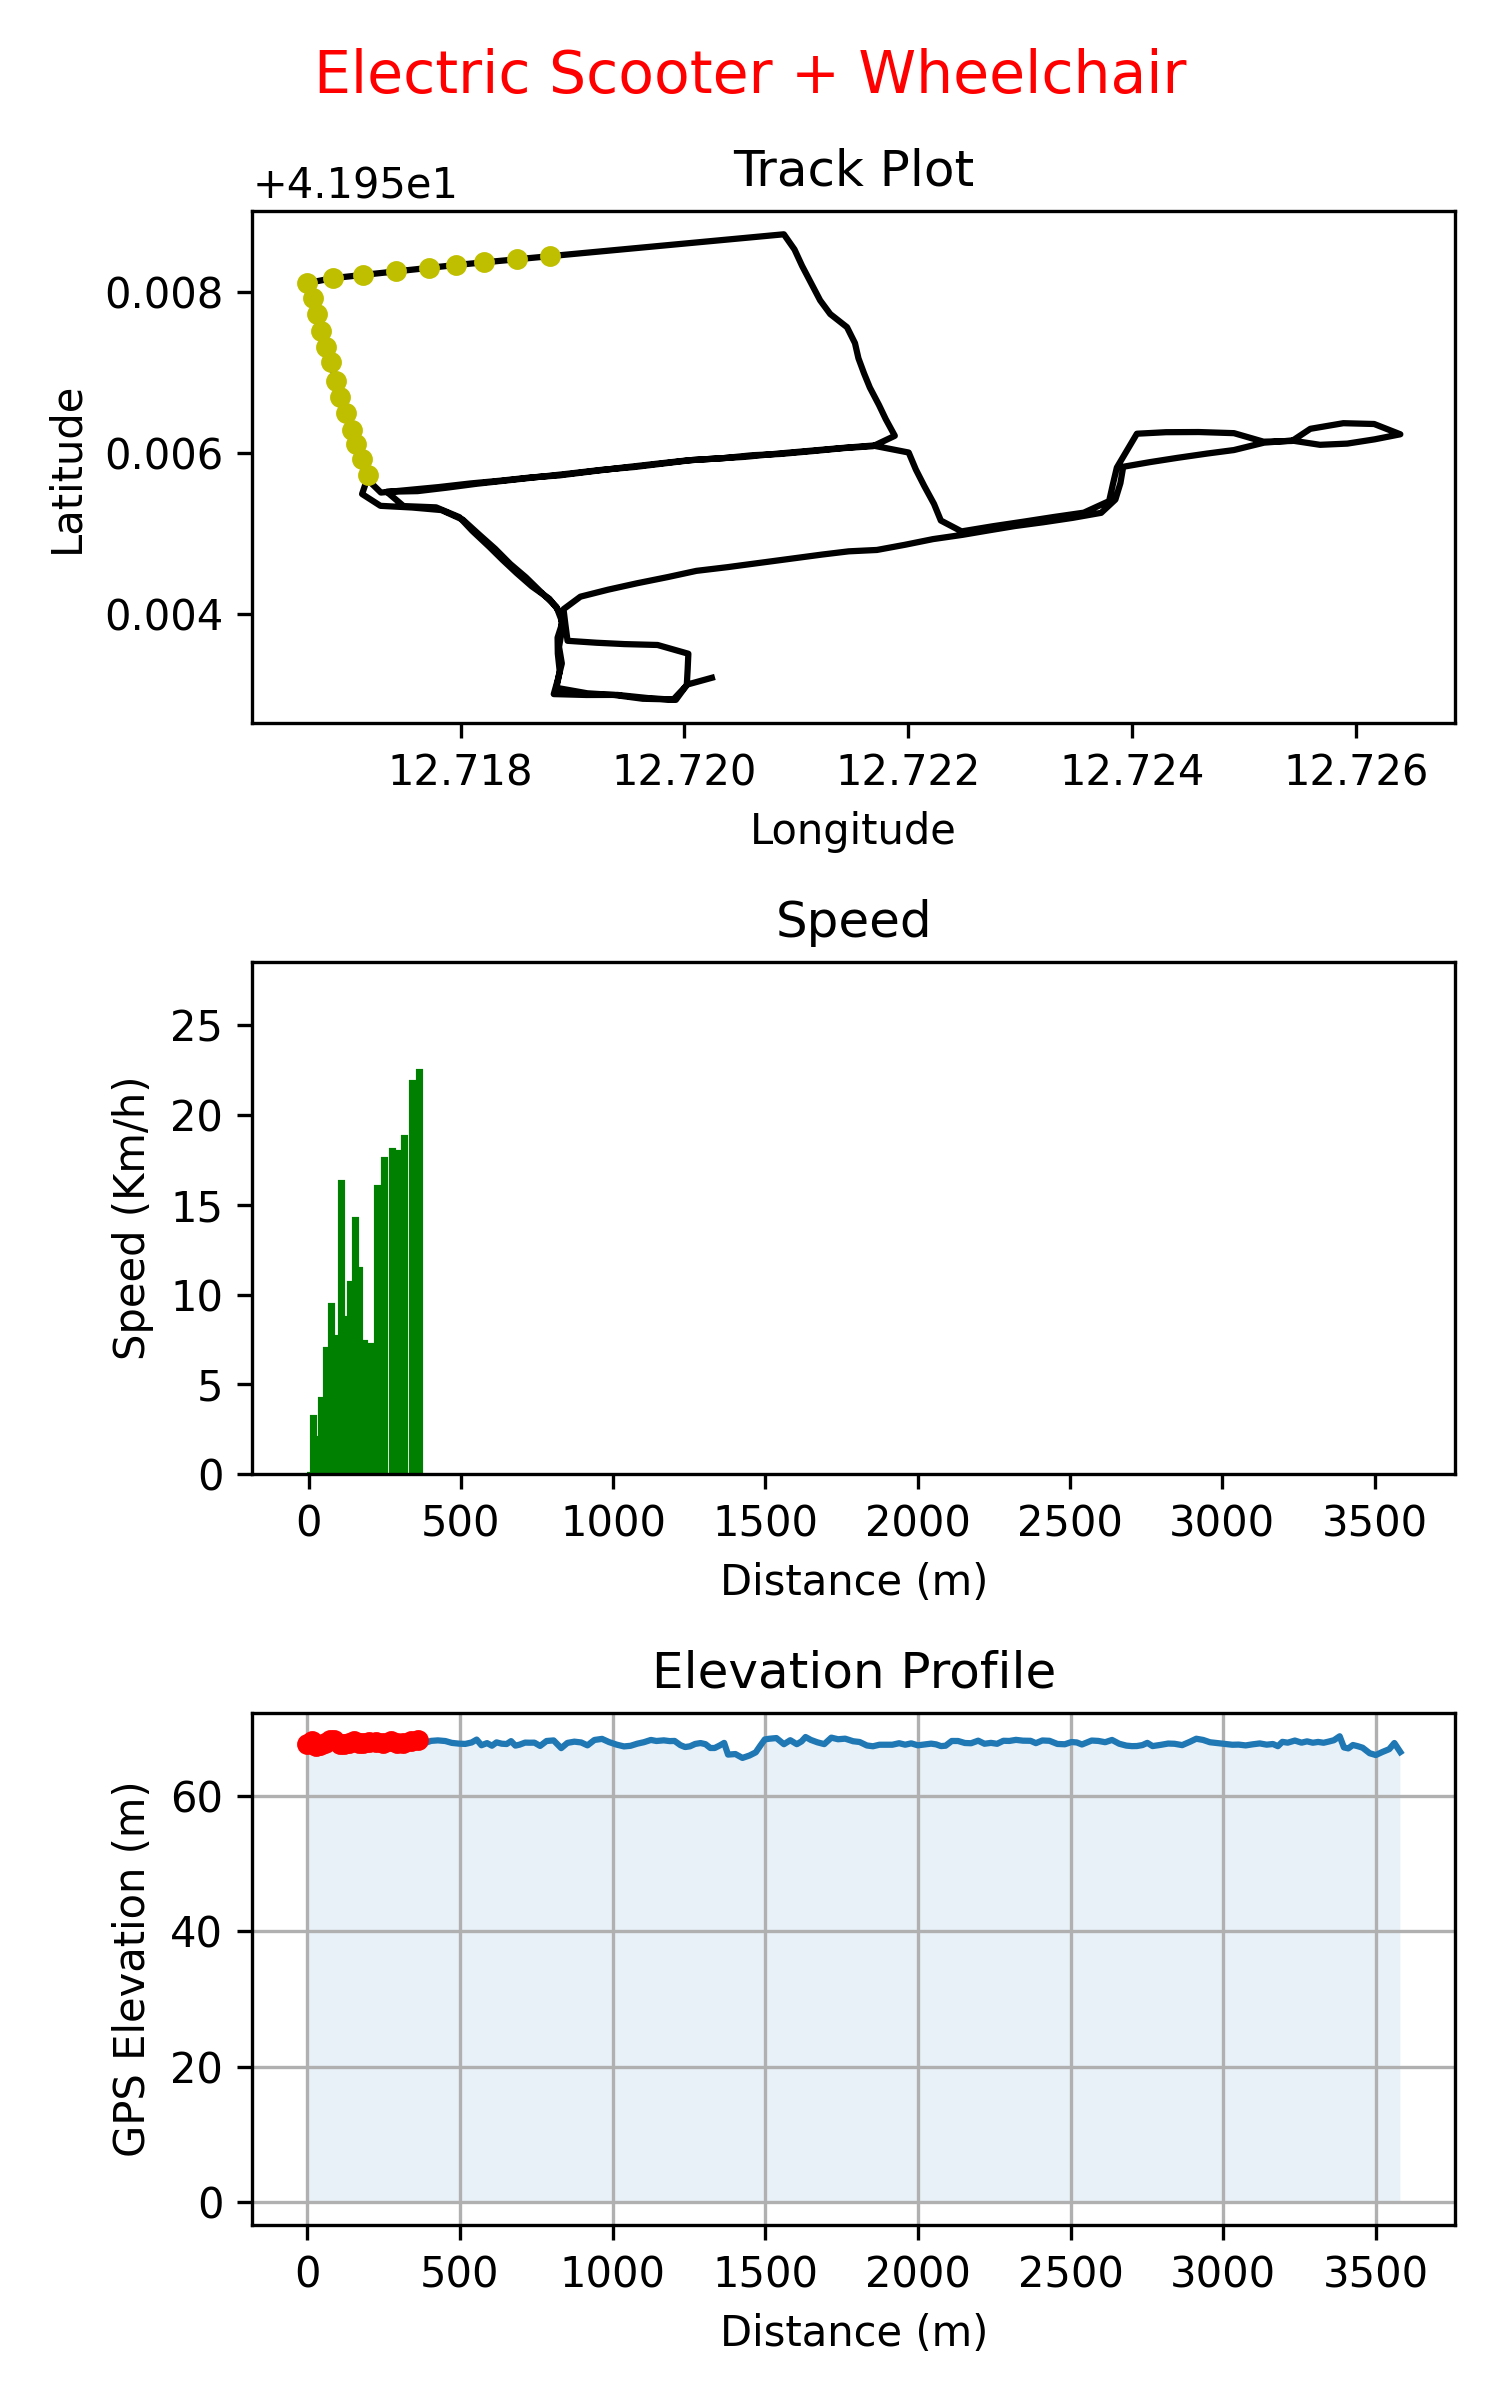 Electric Scooter + Wheelchair
Track Plot
+4.195e1
0.008
0.006
0.004
Latitude
12.718 12.720 12.722 12.724 12.726
Longitude
Speed
25
20
15
10
5
0
Speed (Km/h)
0 500 1000 1500 2000 2500 3000 3500
Distance (m)
Elevation Profile
60
40
20
0
GPS Elevation (m)
0 500 1000 1500 2000 2500 3000 3500
Distance (m)